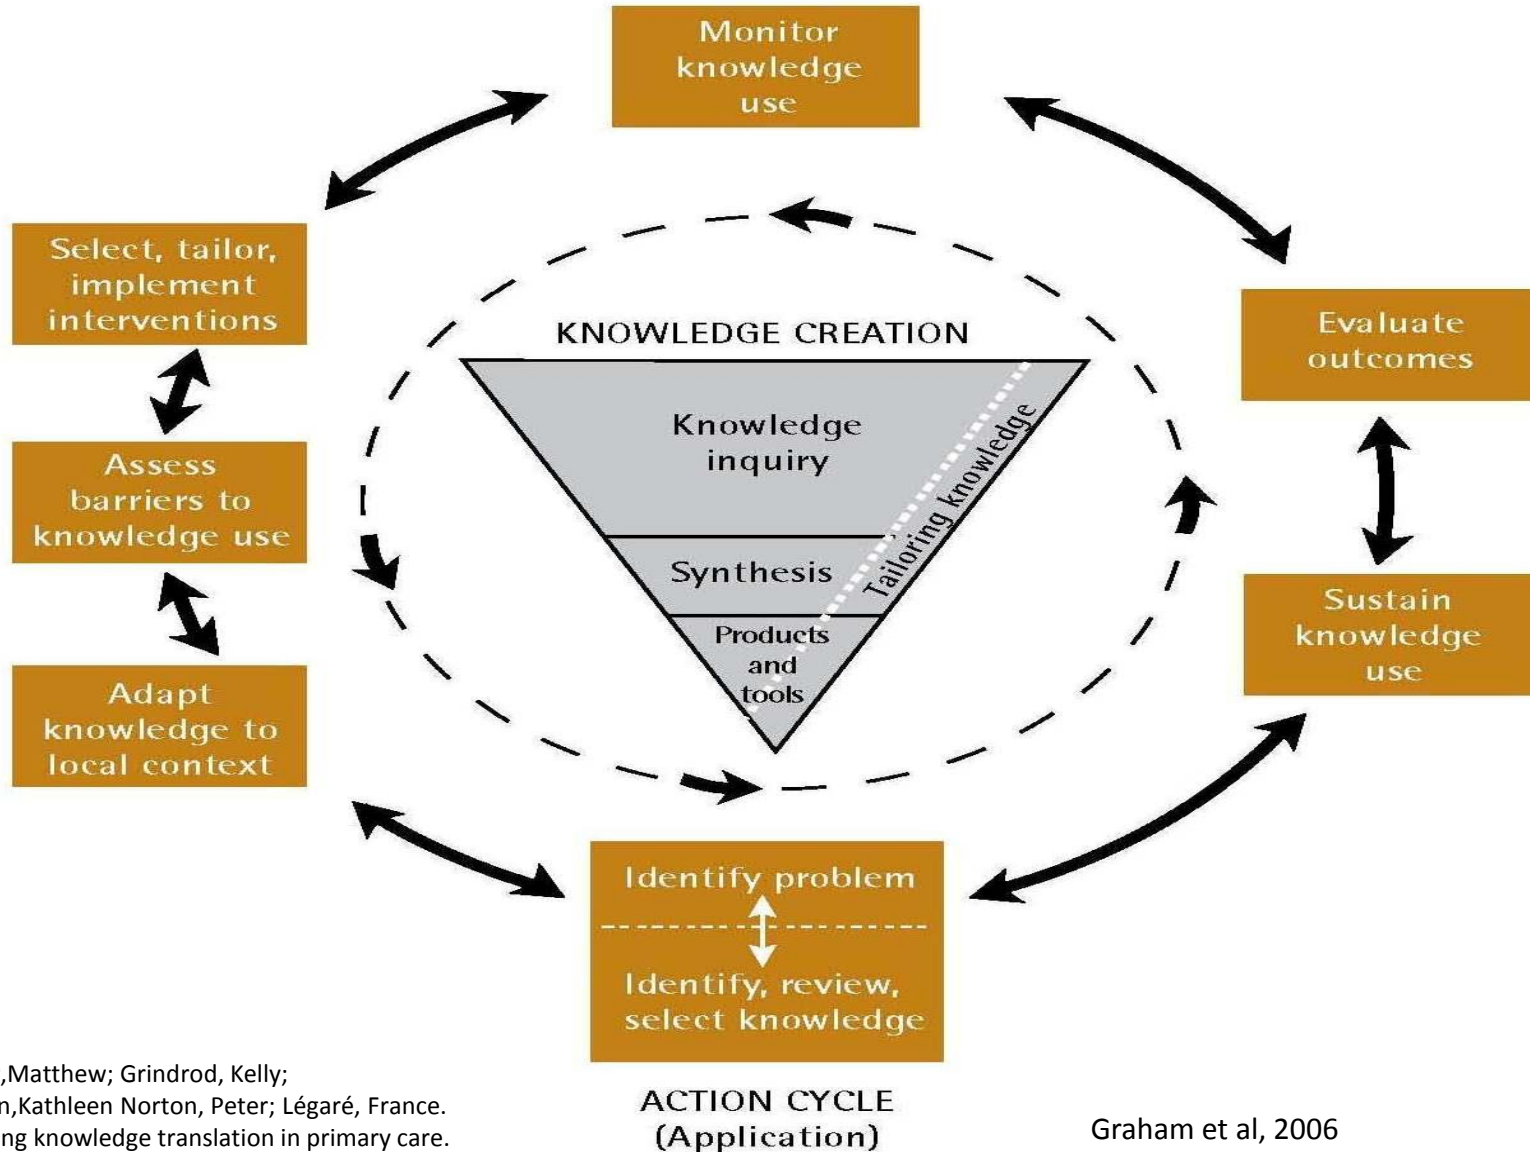 Monitor
knowledge
use
Select, tailor,
implement
interventions
Evaluate
outcomes
KNOWLEDGE CREATION
Knowledge
inquiry
Tailoring knowledge
Synthesis
Products
and
tools
Assess
barriers to
knowledge use
Sustain
knowledge
use
Adapt
knowledge to
local context
Identify problem
Identify, review,
select knowledge
ACTION CYCLE
(Application)
,Matthew; Grindrod, Kelly;
n,Kathleen Norton, Peter; Légaré, France.
ng knowledge translation in primary care.
Graham et al, 2006